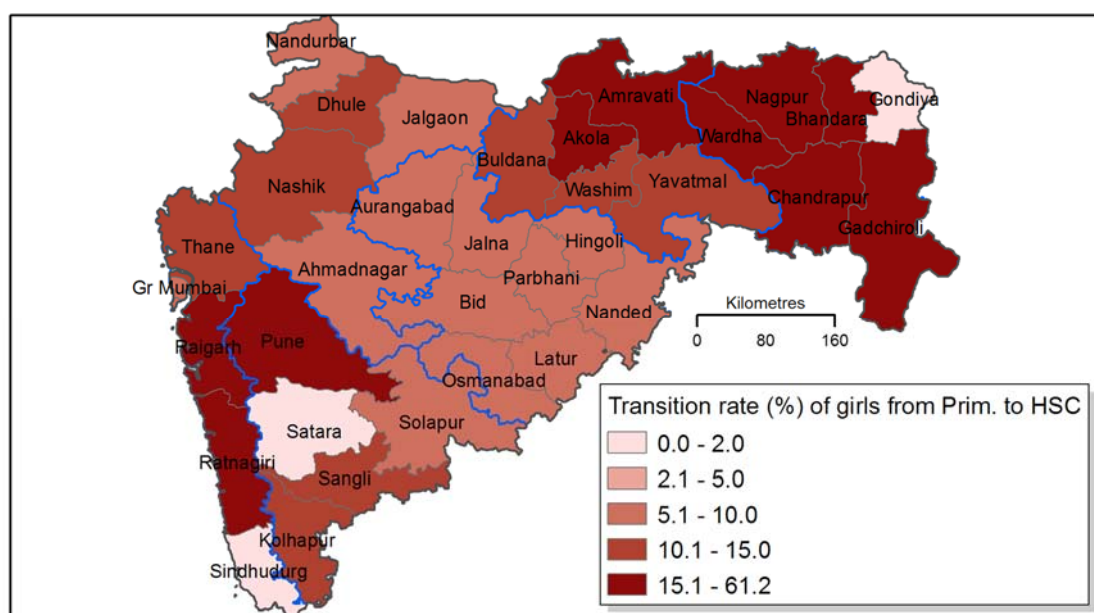 Nandurbar
Dhule
Jalgaon
Amravati
Nagpur
Gondiya
Bhandara
Akola
Wardha
Buldana
Nashik
Washim
Yavatmal
Chandrapur
Aurangabad
Gadchiroli
Thane
Jalna
Hingoli
Ahmadnagar
Parbhani
Gr Mumbai
Bid
Nanded
Kilometres
0 80 160
Raigarh
Pune
Latur
Osmanabad
Satara
Solapur
Ratnagiri
Sangli
Kolhapur
Sindhudurg
Transition rate (%) of girls from Prim. to HSC
0.0 - 2.0
2.1 - 5.0
5.1 - 10.0
10.1 - 15.0
15.1 - 61.2